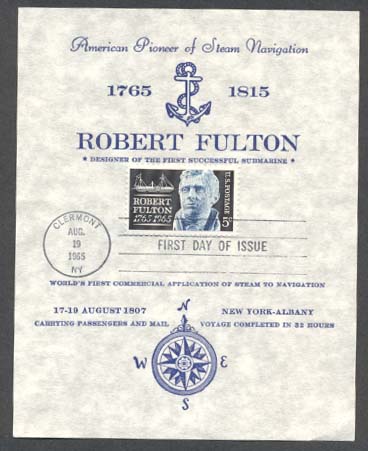 American Pioneer of Steam Navigation
1765 1815
ROBERT FULTON
* DESIGNER OF THE FIRST SUCCESSFUL SUBMARINE *
ROBERT
FULTON
1765/1965
U.S. POSTAGE 5c
CLERMONT
AUG.
19
1965
NY
FIRST DAY OF ISSUE
WORLD'S FIRST COMMERCIAL APPLICATION OF STEAM TO NAVIGATION
17-19 AUGUST 1807 NEW YORK-ALBANY
CARRYING PASSENGERS AND MAIL VOYAGE COMPLETED IN 32 HOURS
N
W E
S